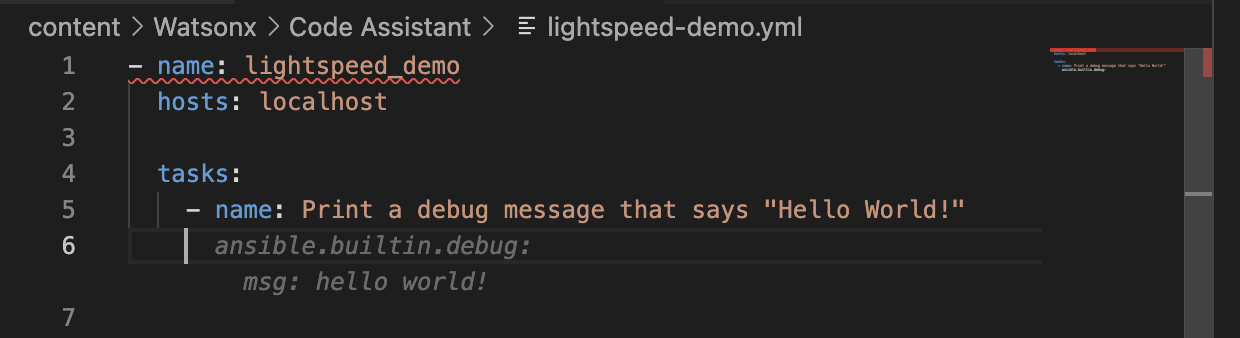 content > Watsonx > Code Assistant > lightspeed-demo.yml
1 - name: lightspeed_demo
2 hosts: localhost
3
4 tasks:
5 - name: Print a debug message that says "Hello World!"
6 ansible.builtin.debug:
msg: hello world!
7